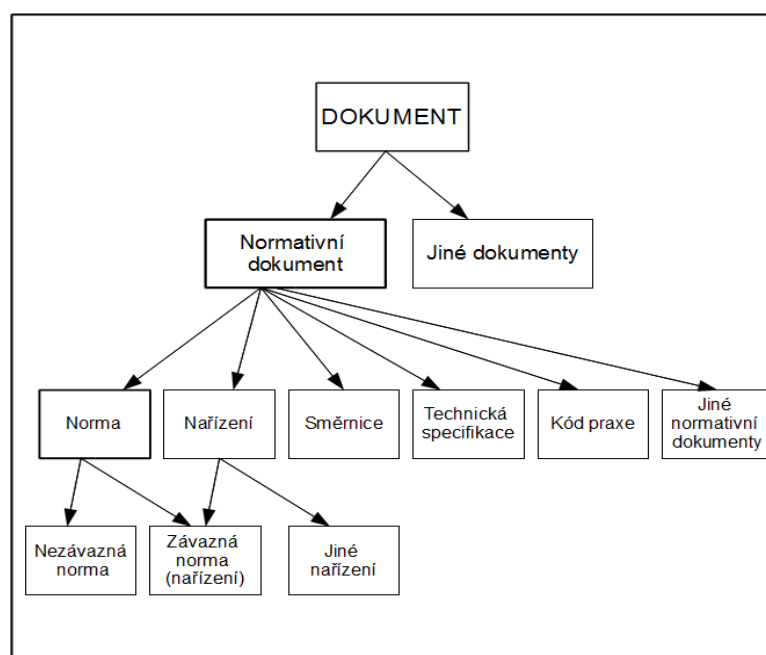 DOKUMENT
Normativní
dokument
Jiné dokumenty
Norma
Nařízení
Směrnice
Technická
specifikace
Kód praxe
Jiné
normativní
dokumenty
Nezávazná
norma
Závazná
norma
(nařízení)
Jiné
nařízení